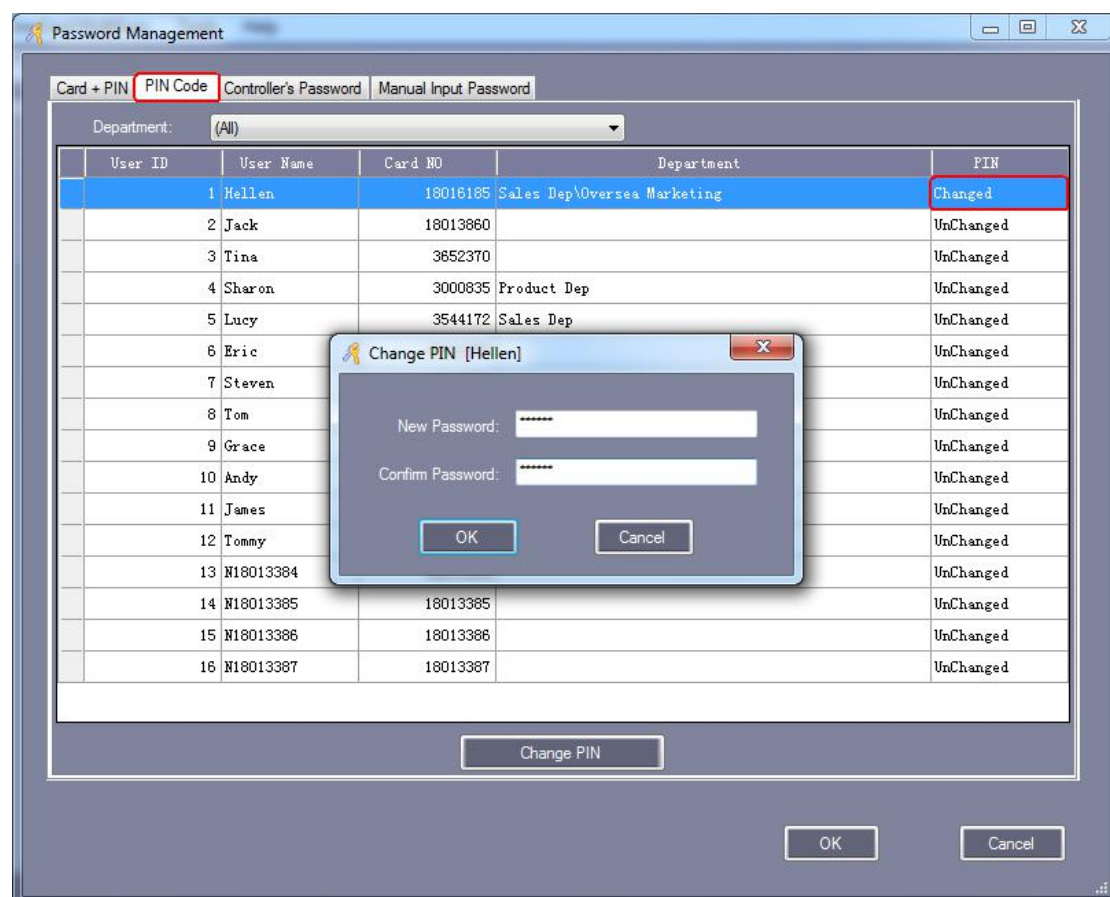 Password Management
Card + PIN PIN Code Controller's Password Manual Input Password
Department: (All)
User ID User Name Card NO Department PIN
1 Hellen 18016185 Sales Dep\Oversea Marketing Changed
2 Jack 18013860 UnChanged
3 Tina 3652370 UnChanged
4 Sharon 3000835 Product Dep UnChanged
5 Lucy 3544172 Sales Dep UnChanged
6 Eric UnChanged
7 Steven UnChanged
8 Tom UnChanged
9 Grace UnChanged
10 Andy UnChanged
11 James UnChanged
12 Tommy UnChanged
13 N18013384 UnChanged
14 N18013385 18013385 UnChanged
15 N18013386 18013386 UnChanged
16 N18013387 18013387 UnChanged
Change PIN [Hellen]
New Password: ******
Confirm Password: ******
OK Cancel
Change PIN
OK Cancel